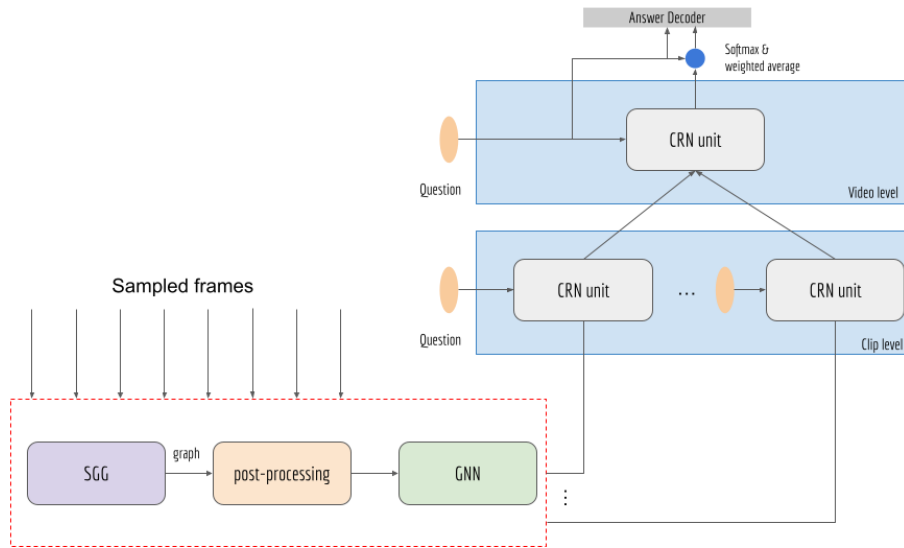 Answer Decoder
Softmax &
weighted average
CRN unit
Question
Video level
Sampled frames
CRN unit
...
CRN unit
Question
Clip level
SGG
graph
post-processing
GNN
...